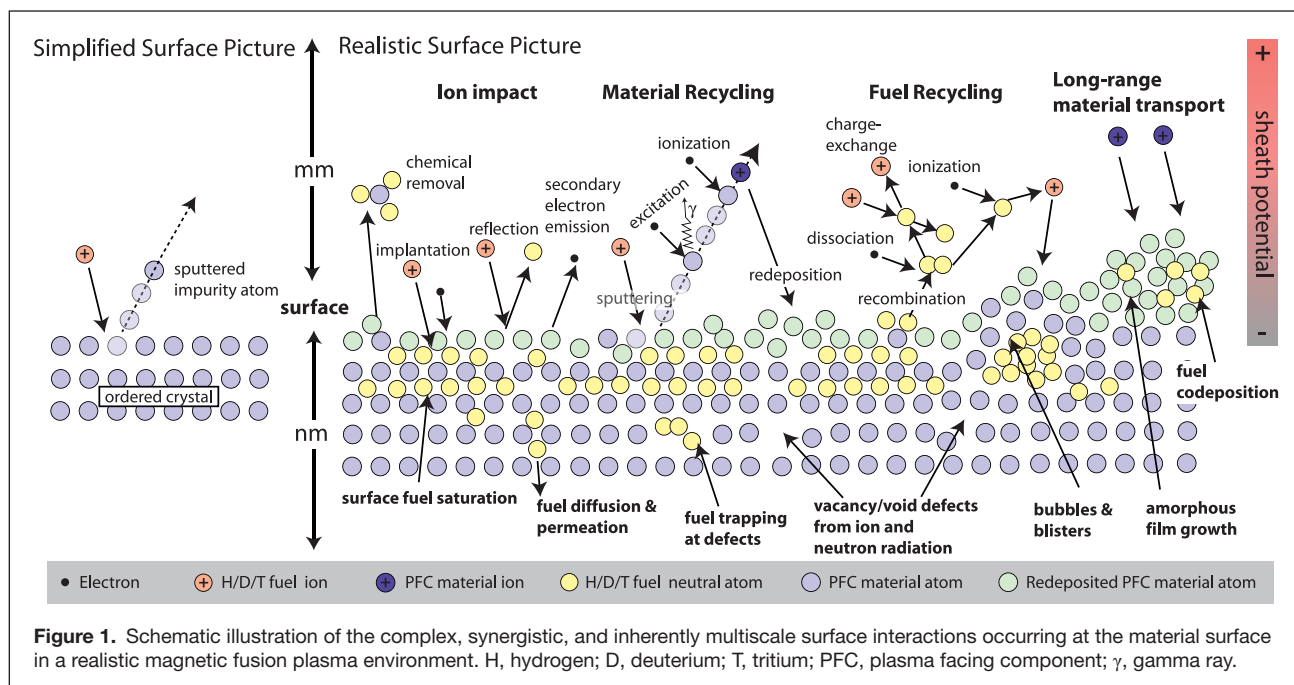 Simplified Surface Picture
Realistic Surface Picture
Ion impact
Material Recycling
Fuel Recycling
Long-range
material transport
+
sheath potential
-
mm
surface
nm
+
sputtered
impurity atom
ordered crystal
chemical
removal
implantation
+
reflection
+
secondary
electron
emission
+
sputtering
excitation
γ
ionization
+
redeposition
charge-
exchange
+
+
ionization
+
dissociation
recombination
+
+
fuel
codeposition
surface fuel saturation
fuel diffusion &
permeation
fuel trapping
at defects
vacancy/void defects
from ion and
neutron radiation
bubbles &
blisters
amorphous
film growth
Electron
+ H/D/T fuel ion
+ PFC material ion
H/D/T fuel neutral atom
PFC material atom
Redeposited PFC material atom
Figure 1. Schematic illustration of the complex, synergistic, and inherently multiscale surface interactions occurring at the material surface
in a realistic magnetic fusion plasma environment. H, hydrogen; D, deuterium; T, tritium; PFC, plasma facing component; γ, gamma ray.